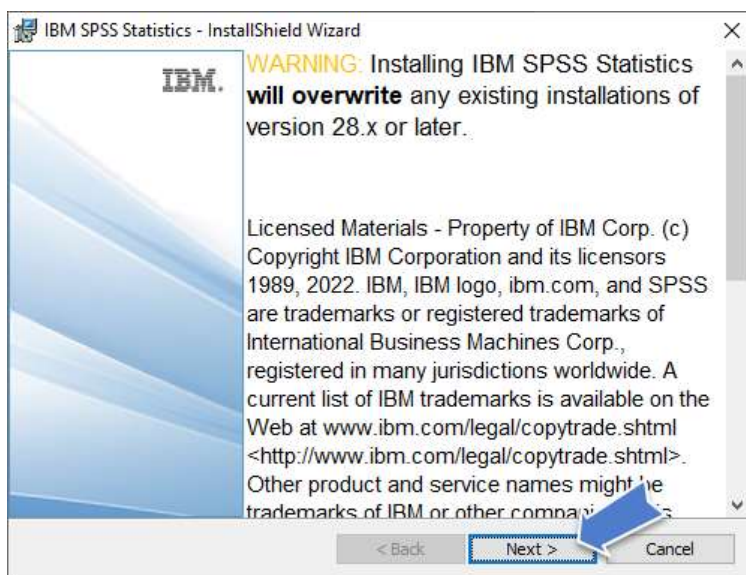 IBM SPSS Statistics - InstallShield Wizard
IBM.
WARNING: Installing IBM SPSS Statistics
will overwrite any existing installations of
version 28.x or later.
Licensed Materials - Property of IBM Corp. (c)
Copyright IBM Corporation and its licensors
1989, 2022. IBM, IBM logo, ibm.com, and SPSS
are trademarks or registered trademarks of
International Business Machines Corp.,
registered in many jurisdictions worldwide. A
current list of IBM trademarks is available on the
Web at www.ibm.com/legal/copytrade.shtml
<http://www.ibm.com/legal/copytrade.shtml>.
Other product and service names might be
trademarks of IBM or other
< Back
Next >
Cancel